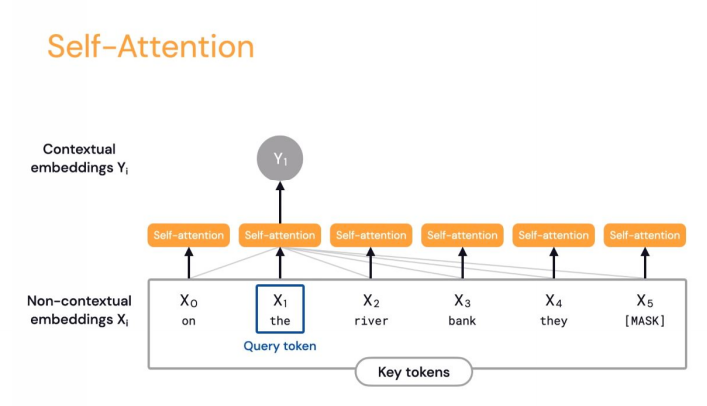 Self-Attention
Contextual
embeddings Yi
Y1
Self-attention Self-attention Self-attention Self-attention Self-attention Self-attention
Non-contextual
embeddings Xi
X0 X1 X2 X3 X4 X5
on the river bank they [MASK]
Query token
Key tokens